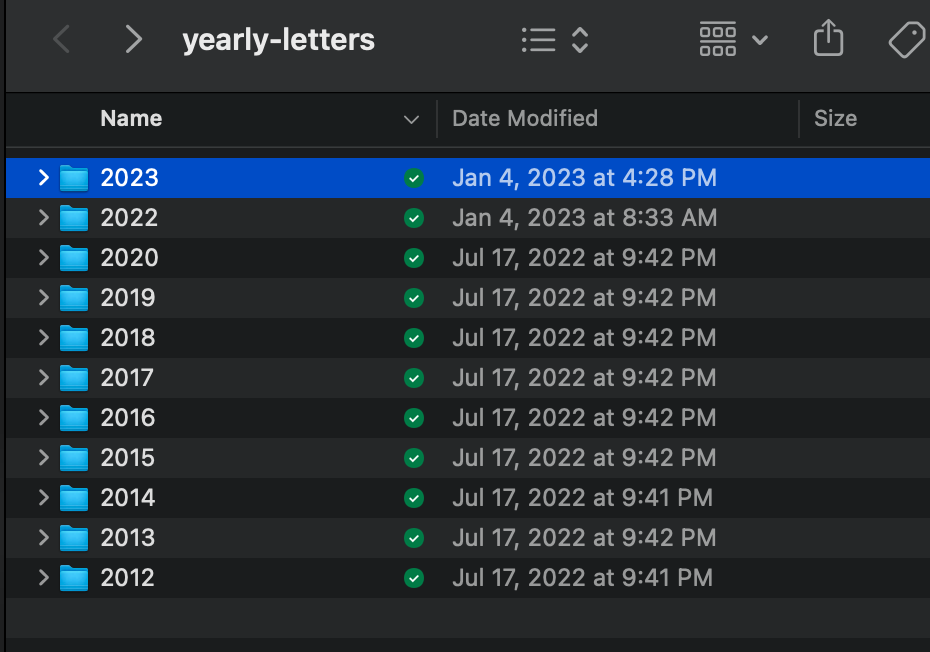 yearly-letters
Name Date Modified Size
2023 Jan 4, 2023 at 4:28 PM
2022 Jan 4, 2023 at 8:33 AM
2020 Jul 17, 2022 at 9:42 PM
2019 Jul 17, 2022 at 9:42 PM
2018 Jul 17, 2022 at 9:42 PM
2017 Jul 17, 2022 at 9:42 PM
2016 Jul 17, 2022 at 9:42 PM
2015 Jul 17, 2022 at 9:42 PM
2014 Jul 17, 2022 at 9:41 PM
2013 Jul 17, 2022 at 9:42 PM
2012 Jul 17, 2022 at 9:41 PM